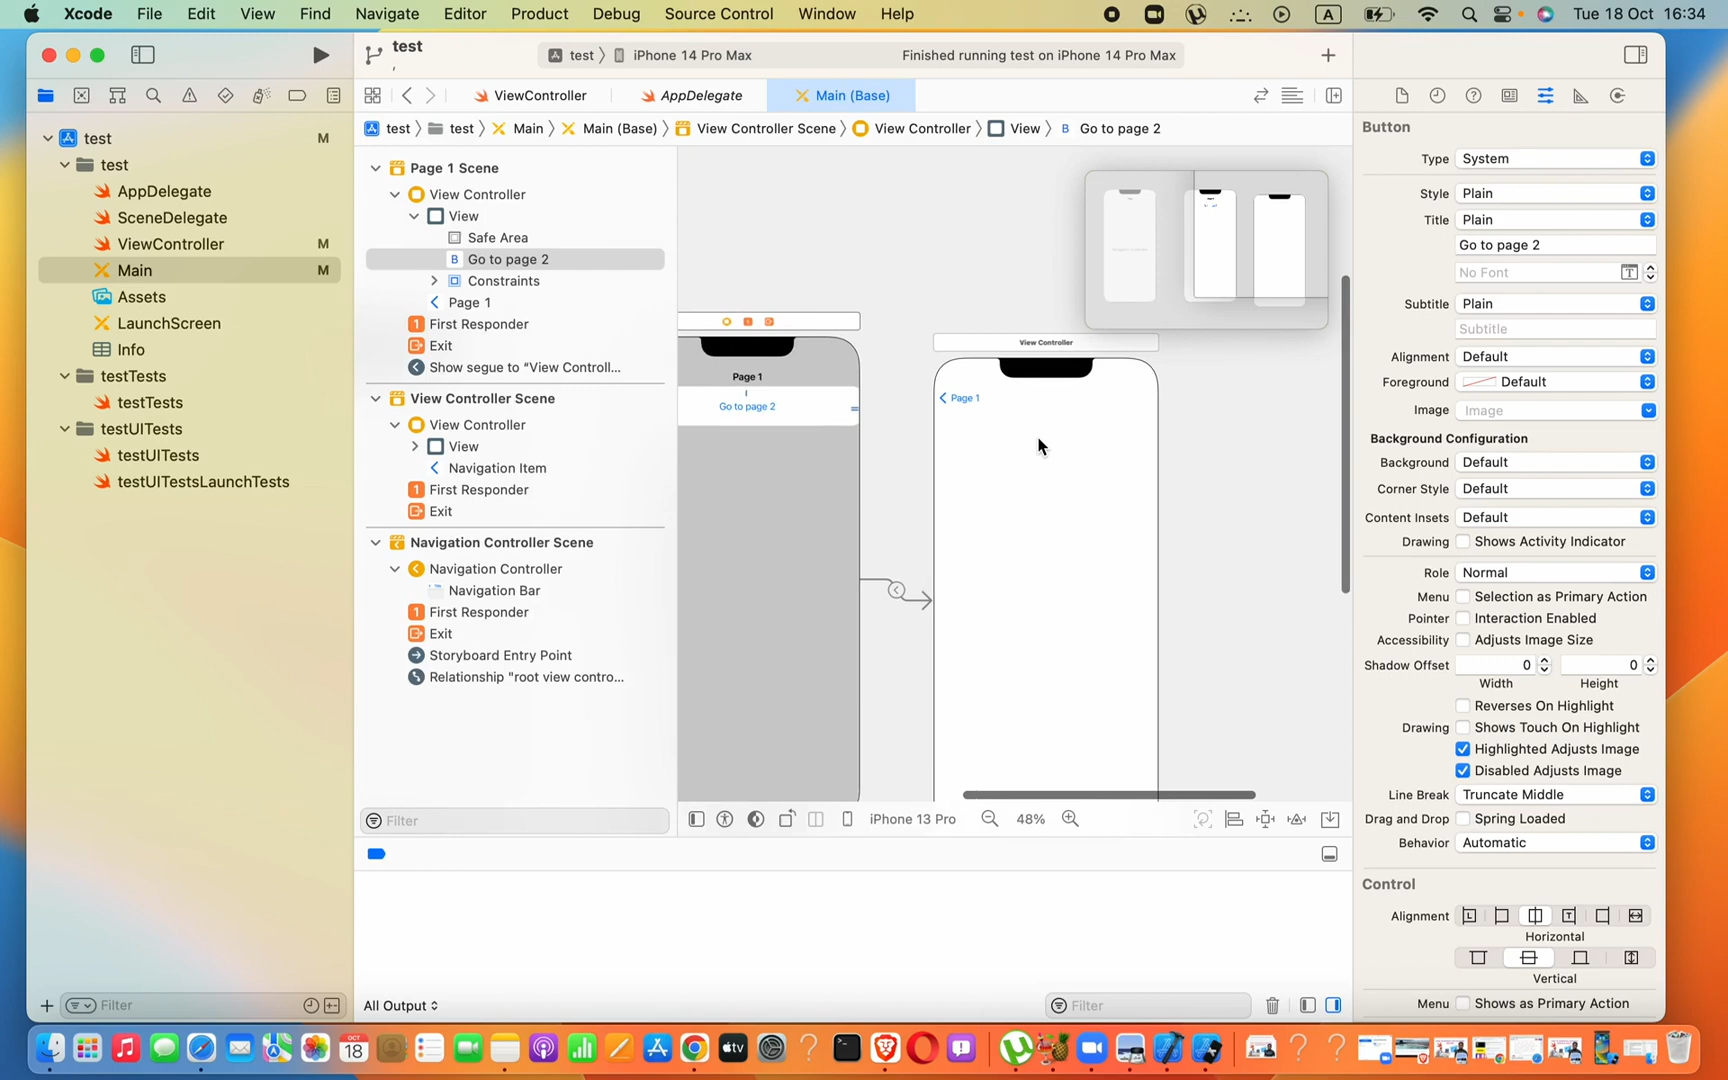 Xcode File Edit View Find Navigate Editor Product Debug Source Control Window Help A Tue 18 Oct 16:34
test
test iPhone 14 Pro Max Finished running test on iPhone 14 Pro Max
ViewController AppDelegate Main (Base)
test test Main Main (Base) View Controller Scene View Controller View B Go to page 2
test M
test
AppDelegate
SceneDelegate
ViewController M
Main M
Assets
LaunchScreen
Info
testTests
testTests
testUITests
testUITests
testUITestsLaunchTests
Filter
Page 1 Scene
View Controller
View
Safe Area
B Go to page 2
Constraints
Page 1
1 First Responder
Exit
Show segue to "View Controll...
View Controller Scene
View Controller
View
Navigation Item
1 First Responder
Exit
Navigation Controller Scene
Navigation Controller
Navigation Bar
1 First Responder
Exit
Storyboard Entry Point
Relationship "root view contro...
Filter
Page 1
Go to page 2
View Controller
Page 1
iPhone 13 Pro 48%
All Output
Filter
Button
Type System
Style Plain
Title Plain
Go to page 2
No Font T
Subtitle Plain
Subtitle
Alignment Default
Foreground Default
Image Image
Background Configuration
Background Default
Corner Style Default
Content Insets Default
Drawing Shows Activity Indicator
Role Normal
Menu Selection as Primary Action
Pointer Interaction Enabled
Accessibility Adjusts Image Size
Shadow Offset 0 0
Width Height
Reverses On Highlight
Drawing Shows Touch On Highlight
Highlighted Adjusts Image
Disabled Adjusts Image
Line Break Truncate Middle
Drag and Drop Spring Loaded
Behavior Automatic
Control
Alignment
Horizontal
Vertical
Menu Shows as Primary Action
OCT
18
tv